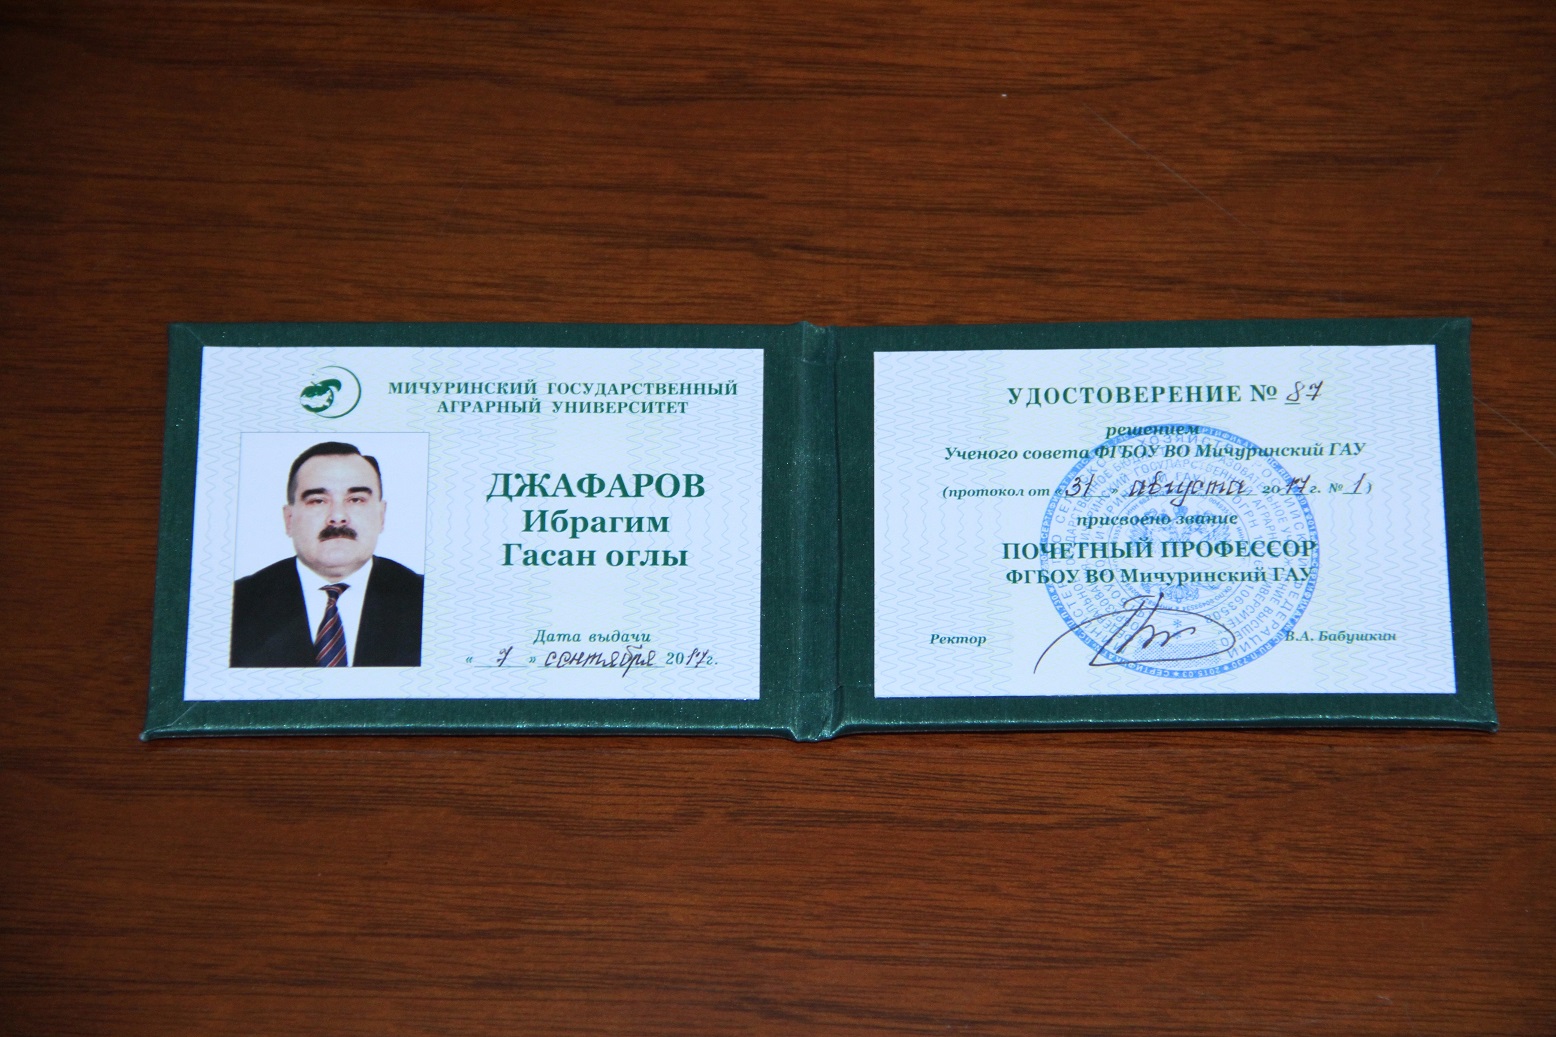 МИЧУРИНСКИЙ ГОСУДАРСТВЕННЫЙ
АГРАРНЫЙ УНИВЕРСИТЕТ
ДЖАФАРОВ
Ибрагим
Гасан оглы
Дата выдачи
« 7 » сентября 2017г.
УДОСТОВЕРЕНИЕ № 87
решением
Ученого совета ФГБОУ ВО Мичуринский ГАУ
(протокол от «31» августа 2017г. № 1)
присвоено звание
ПОЧЕТНЫЙ ПРОФЕССОР
ФГБОУ ВО Мичуринский ГАУ
Ректор В.А. Бабушкин